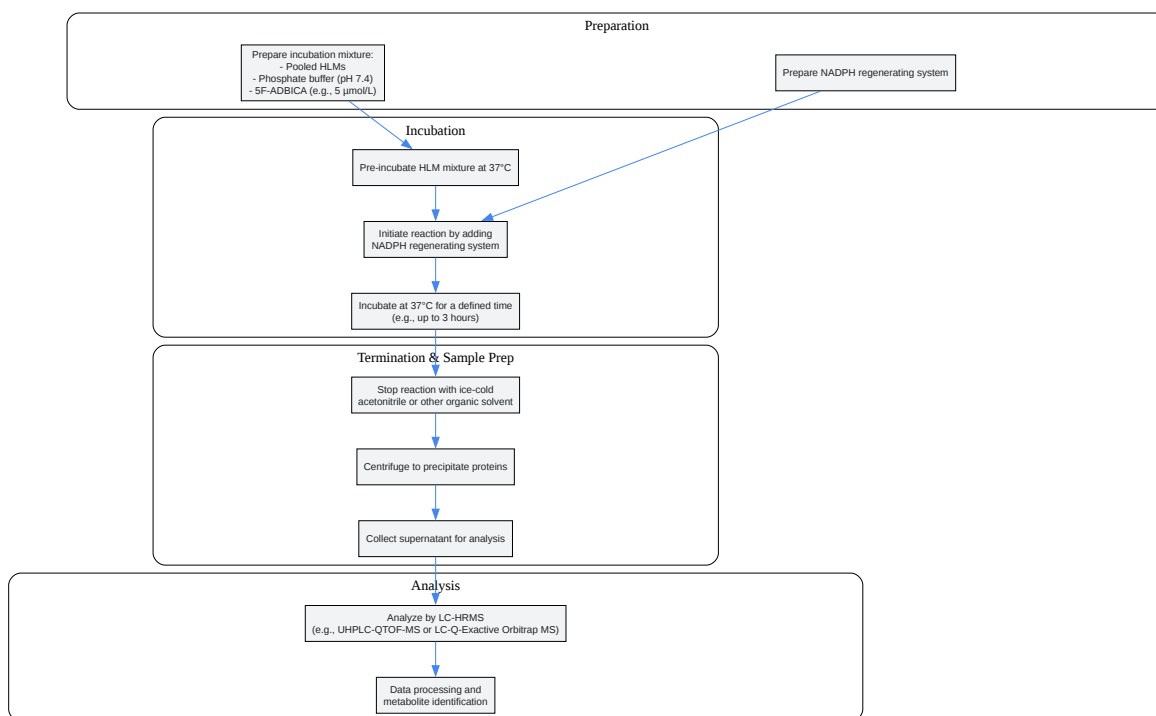 Preparation
Prepare incubation mixture:
- Pooled HLMs
- Phosphate buffer (pH 7.4)
- 5F-ADBICA (e.g., 5 µmol/L)
Prepare NADPH regenerating system
Incubation
Pre-incubate HLM mixture at 37°C
Initiate reaction by adding
NADPH regenerating system
Incubate at 37°C for a defined time
(e.g., up to 3 hours)
Termination & Sample Prep
Stop reaction with ice-cold
acetonitrile or other organic solvent
Centrifuge to precipitate proteins
Collect supernatant for analysis
Analysis
Analyze by LC-HRMS
(e.g., UHPLC-QTOF-MS or LC-Q-Exactive Orbitrap MS)
Data processing and
metabolite identification